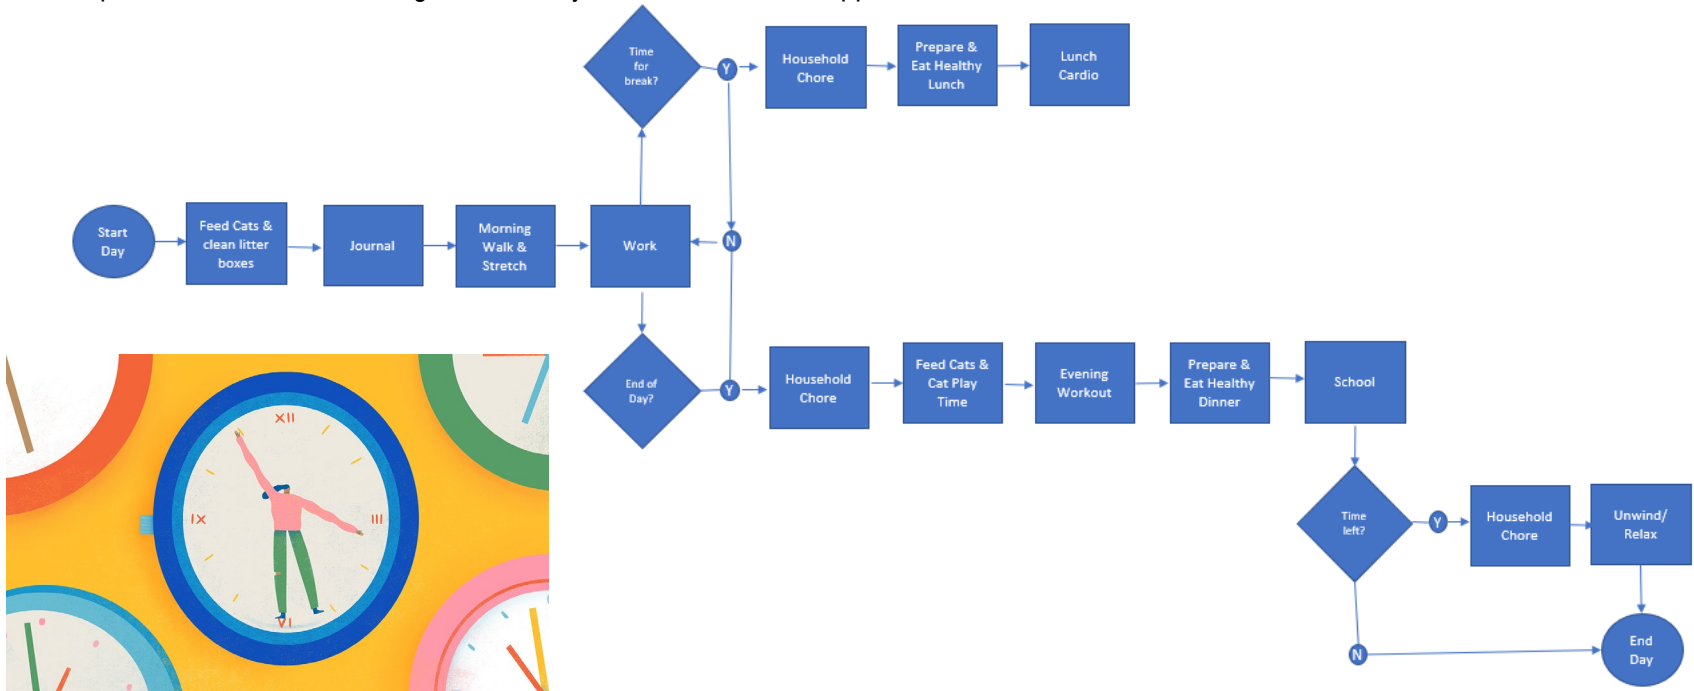 Time
for
break?
Y
Household
Chore
Prepare &
Eat Healthy
Lunch
Lunch
Cardio
Start
Day
Feed Cats &
clean litter
boxes
Journal
Morning
Walk &
Stretch
Work
N
End of
Day?
Y
Household
Chore
Feed Cats &
Cat Play
Time
Evening
Workout
Prepare &
Eat Healthy
Dinner
School
Time
left?
Y
Household
Chore
Unwind/
Relax
N
End
Day
XII
III
VI
IX